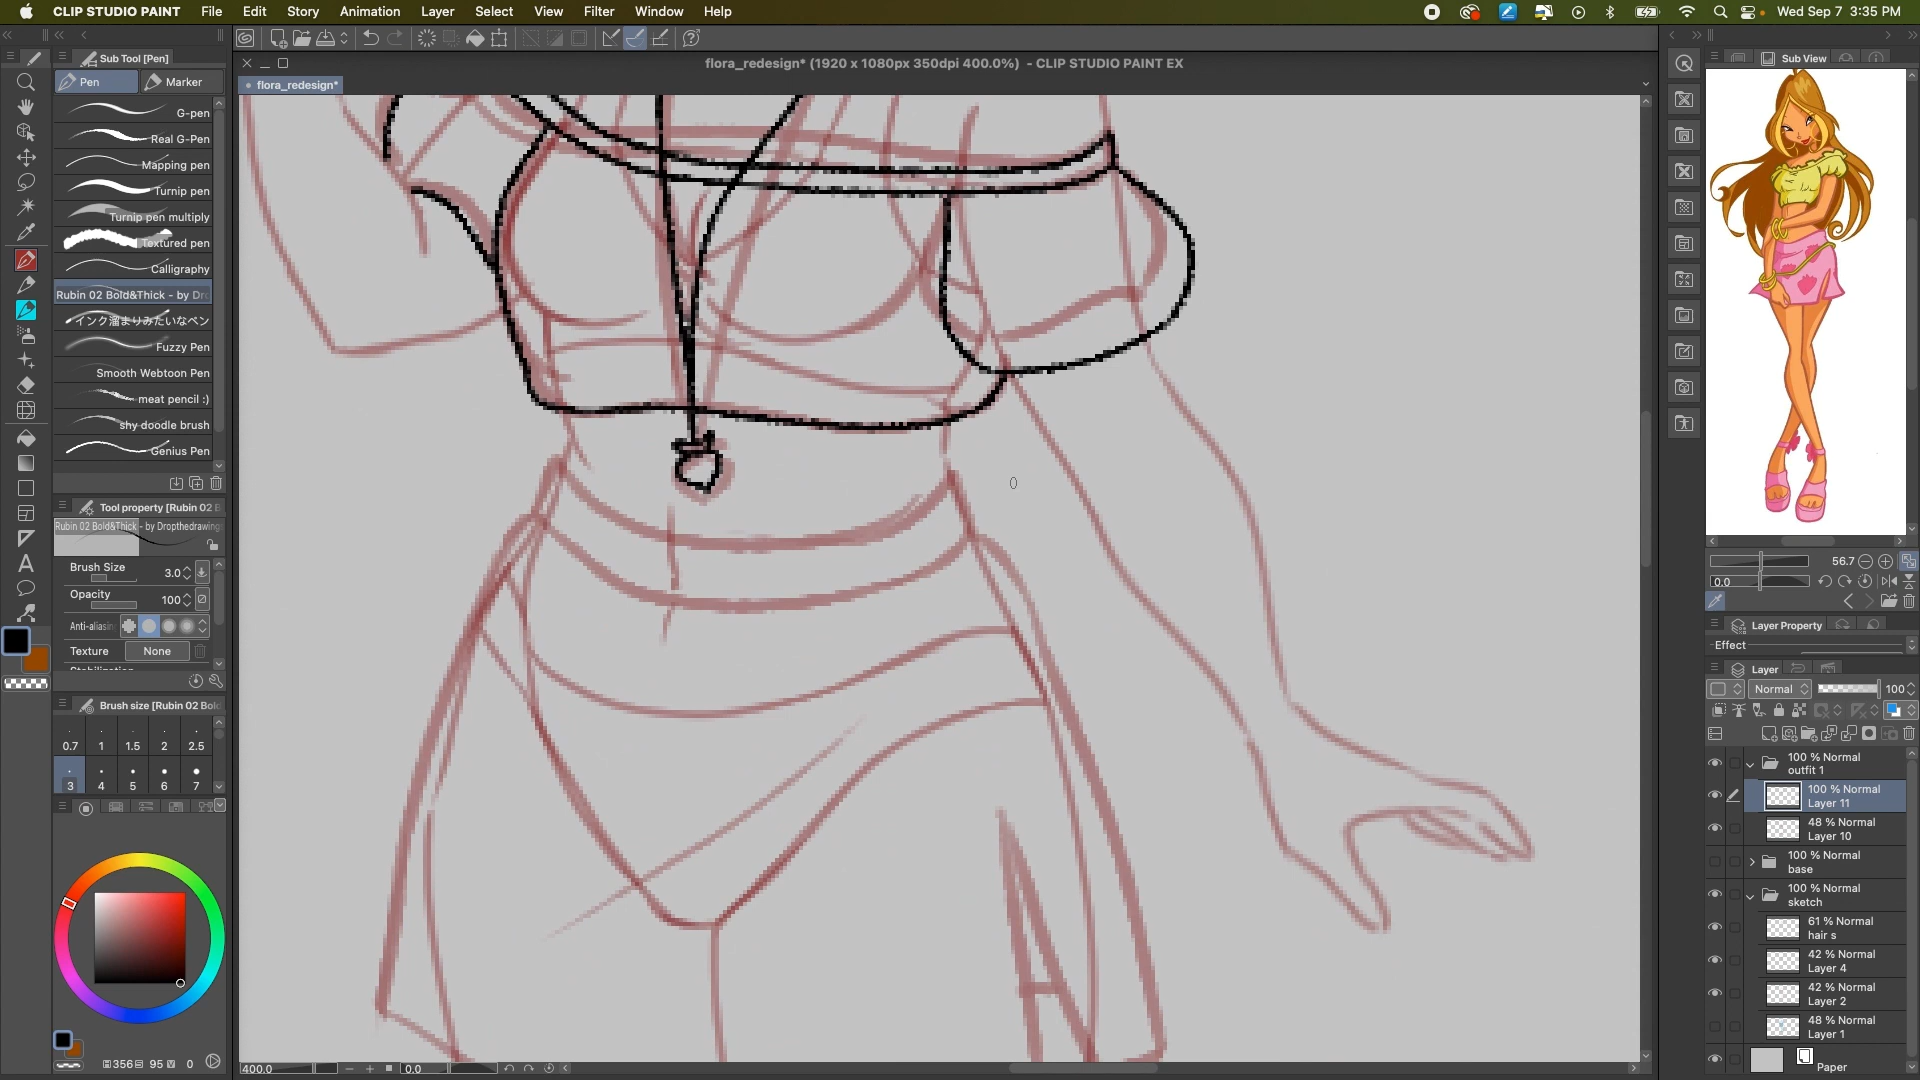 CLIP STUDIO PAINT File Edit Story Animation Layer Select View Filter Window Help Wed Sep 7 3:35 PM
Sub Tool [Pen]
Pen Marker
G-pen
Real G-Pen
Mapping pen
Turnip pen
Turnip pen multiply
Textured pen
Calligraphy
Rubin 02 Bold&Thick - by Dr
インク溜まりみたいなペン
Fuzzy Pen
Smooth Webtoon Pen
meat pencil :)
shy doodle brush
Genius Pen
Tool property [Rubin 02 B
Rubin 02 Bold&Thick - by Dropthedrawing
Brush Size 3.0
Opacity 100
Anti-aliasin
Texture None
Brush size [Rubin 02 Bol
0.7 1 1.5 2 2.5
3 4 5 6 7
356 95 0
flora_redesign* (1920 x 1080px 350dpi 400.0%) - CLIP STUDIO PAINT EX
flora_redesign*
400.0 0.0
Sub View
56.7
0.0
Layer Property
Effect
Layer
Normal 100
100 % Normal
outfit 1
100 % Normal
Layer 11
48 % Normal
Layer 10
100 % Normal
base
100 % Normal
sketch
61 % Normal
hair s
42 % Normal
Layer 4
42 % Normal
Layer 2
48 % Normal
Layer 1
Paper